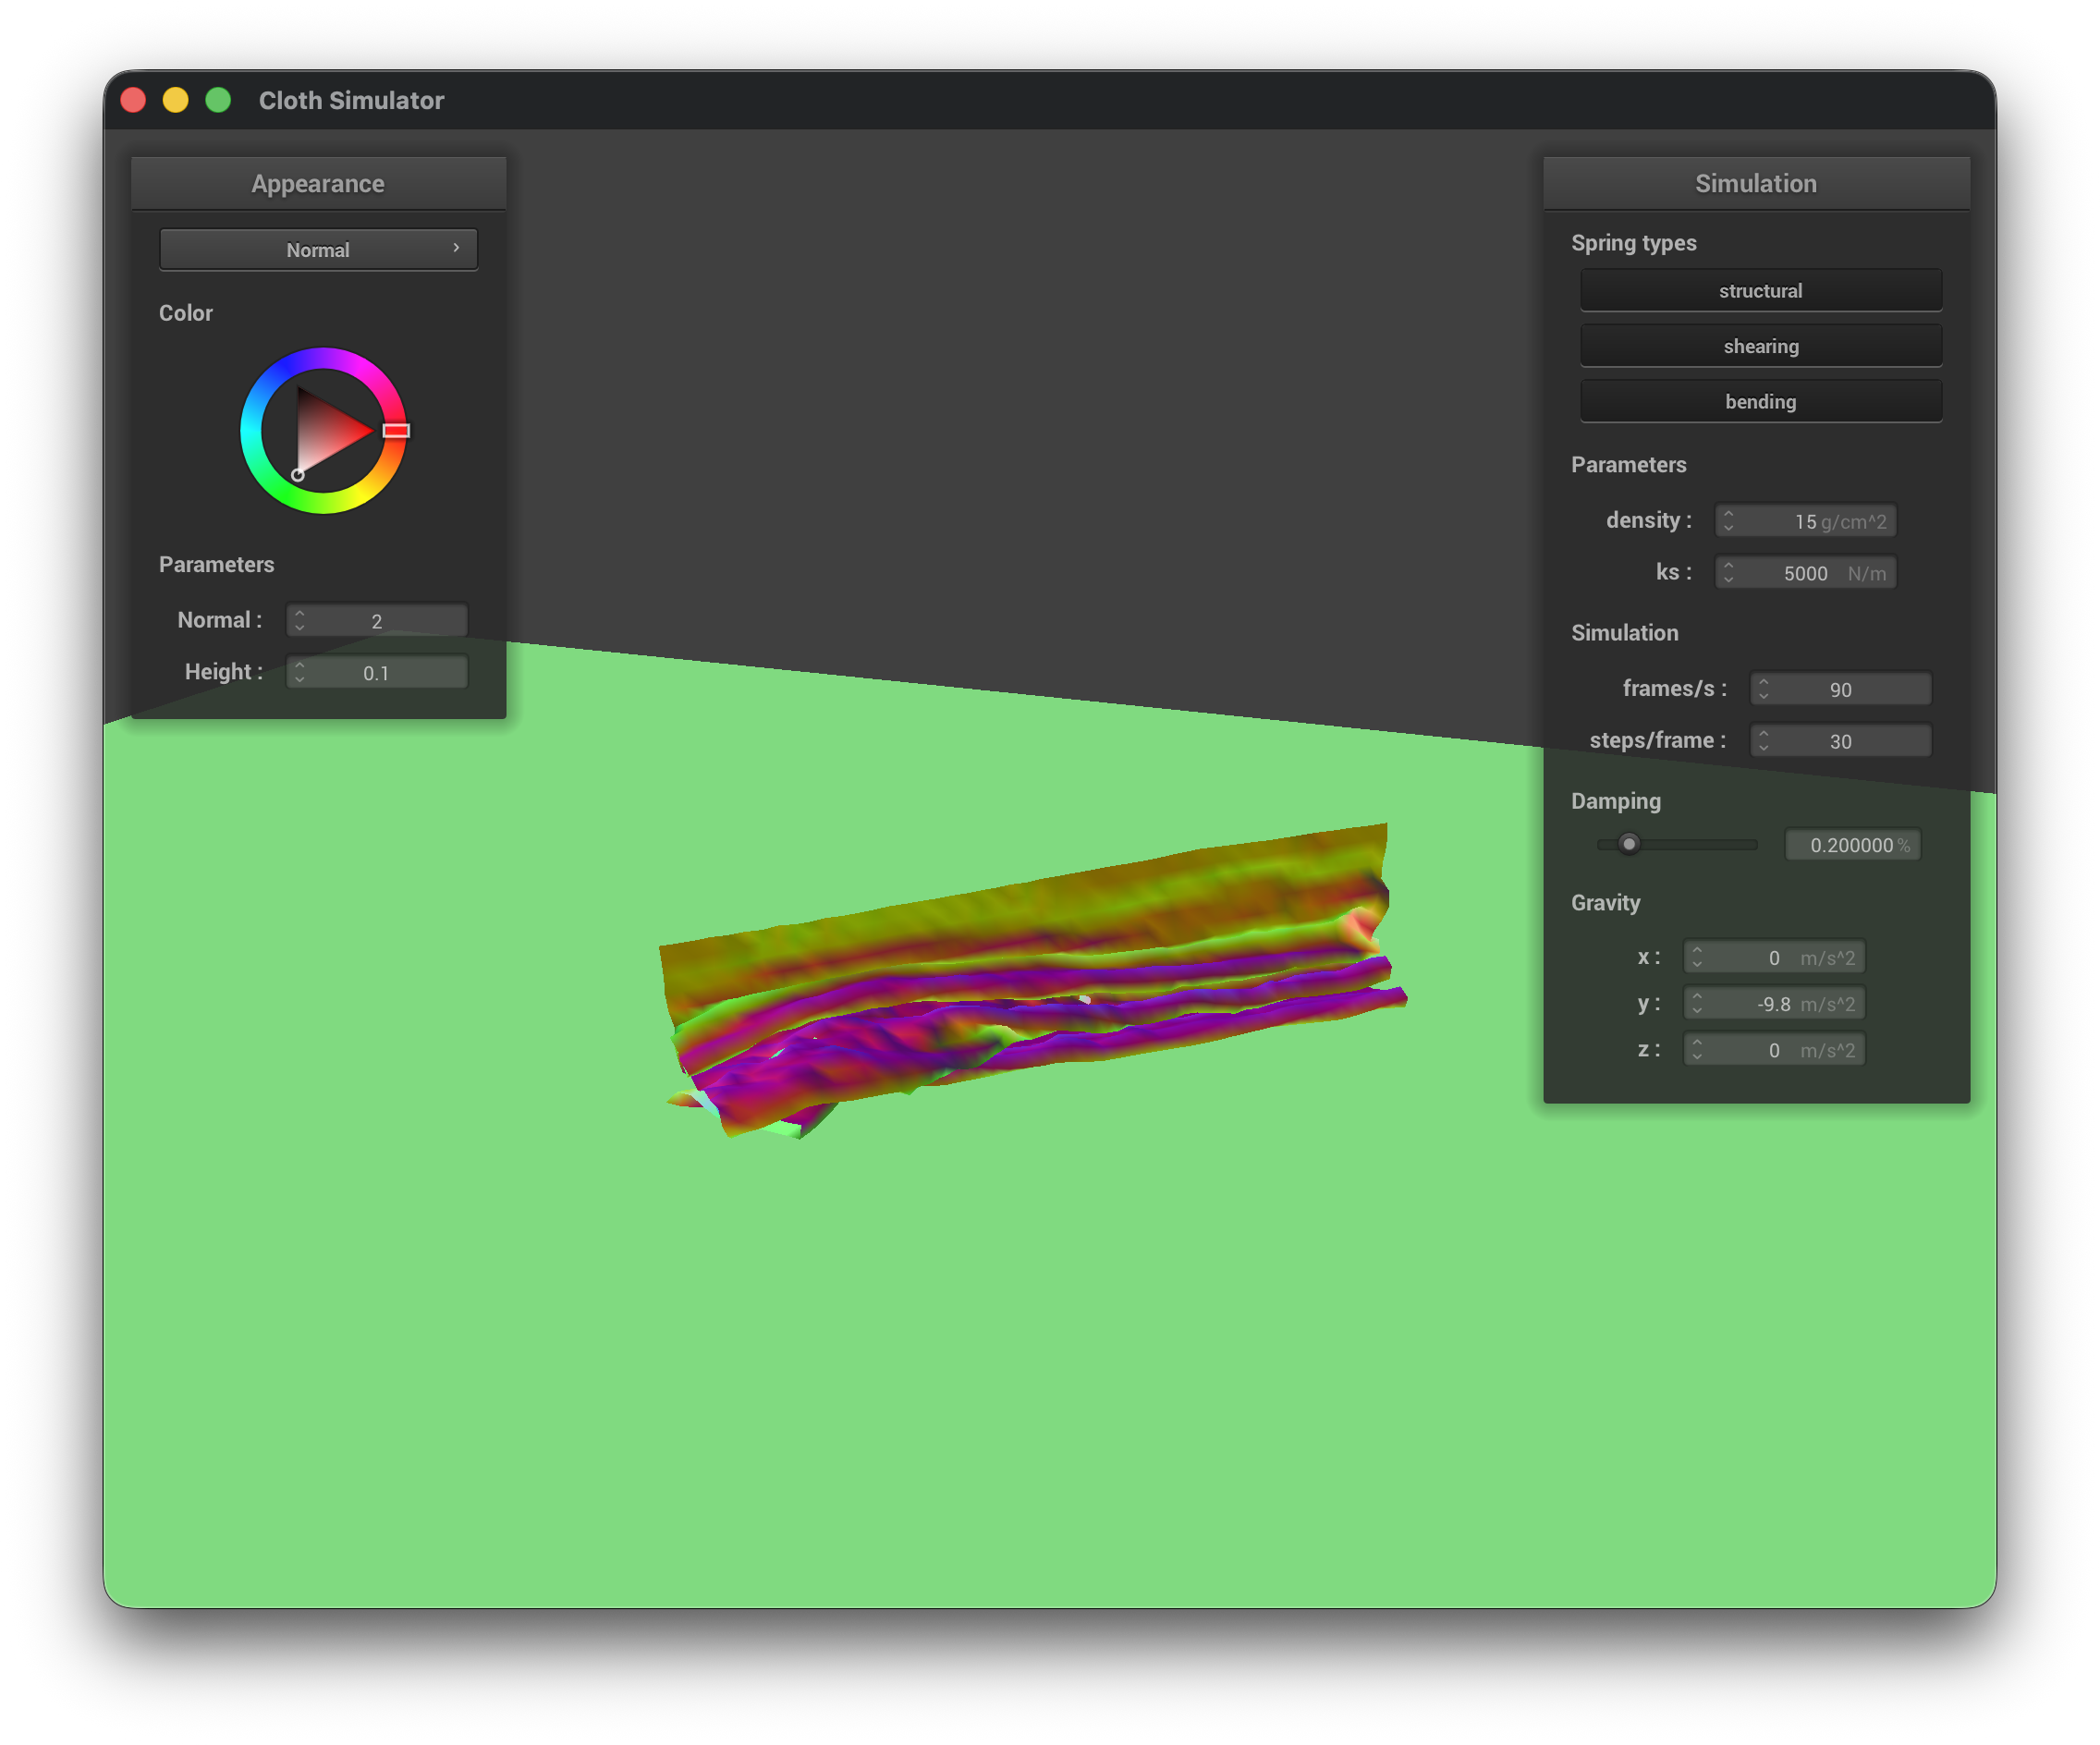 Cloth Simulator
Appearance
Normal
Color
Parameters
Normal : 2
Height : 0.1
Simulation
Spring types
structural
shearing
bending
Parameters
density : 15 g/cm^2
ks : 5000 N/m
Simulation
frames/s : 90
steps/frame : 30
Damping
0.200000 %
Gravity
x : 0 m/s^2
y : -9.8 m/s^2
z : 0 m/s^2